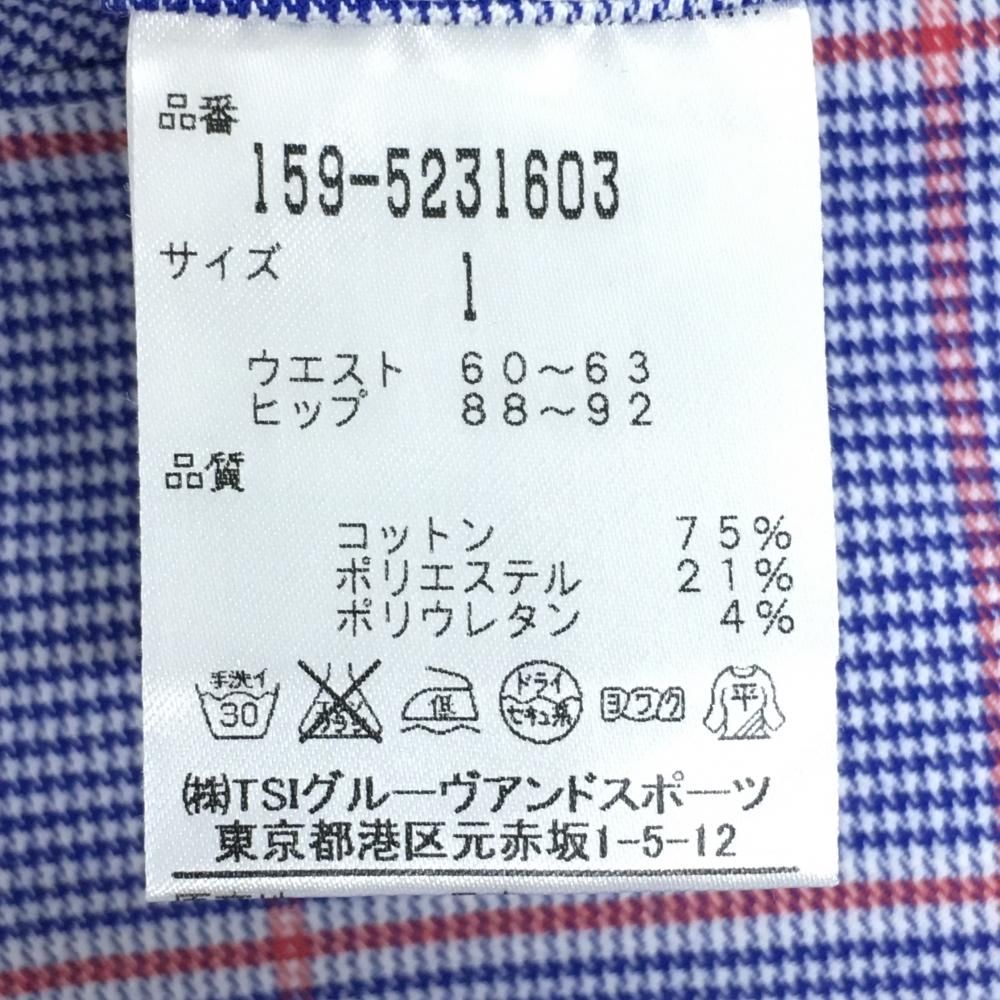 品番
159-5231603
サイズ 1
ウエスト 60～63
ヒップ 88～92
品質
コットン 75%
ポリエステル 21%
ポリウレタン 4%
手洗イ 30 低 ドライ セキユ系 ヨワク 平
㈱TSIグルーヴアンドスポーツ
東京都港区元赤坂1-5-12